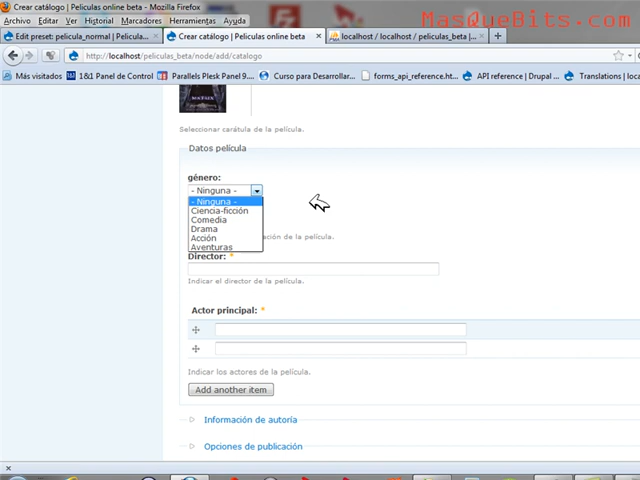 Crear catálogo | Peliculas online beta - Mozilla Firefox
MasQueBits.com
Archivo Editar Ver Historial Marcadores Herramientas Ayuda
Edit preset: pelicula_normal | Peliculas...
Crear catálogo | Peliculas online beta
localhost / localhost / peliculas_beta |...
http://localhost/peliculas_beta/node/add/catalogo
Más visitados
1&1 Panel de Control
Parallels Plesk Panel 9....
Curso para Desarrollar...
forms_api_reference.ht...
API reference | Drupal ...
Translations | loca
MATRIX
Seleccionar carátula de la película.
Datos película
género:
- Ninguna -
- Ninguna -
Ciencia-ficción
Comedia
Drama
Acción
Aventuras
ación de la película.
Director: *
Indicar el director de la película.
Actor principal: *
Indicar los actores de la película.
Add another item
Información de autoría
Opciones de publicación